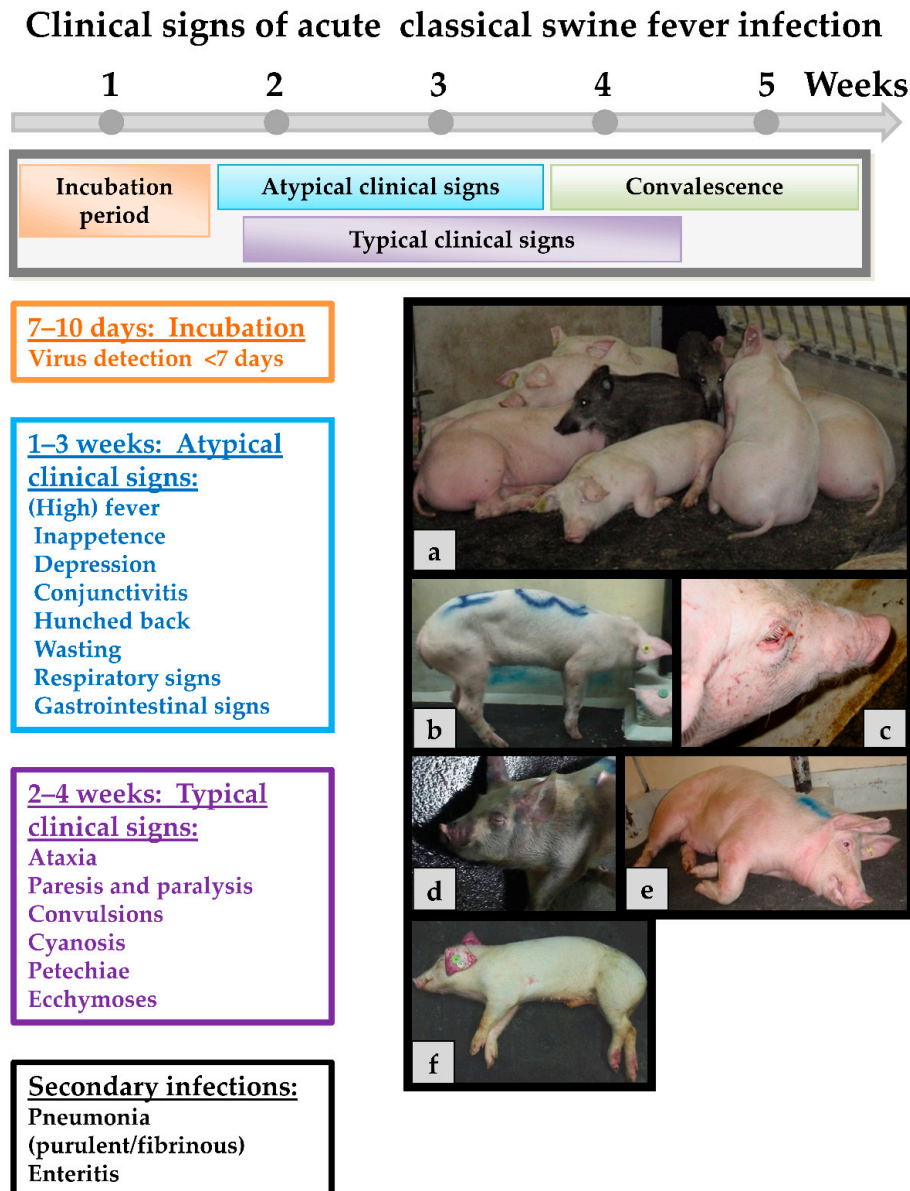 Clinical signs of acute classical swine fever infection
1 2 3 4 5 Weeks
Incubation
period
Atypical clinical signs
Convalescence
Typical clinical signs
7–10 days: Incubation
Virus detection <7 days
1–3 weeks: Atypical
clinical signs:
(High) fever
Inappetence
Depression
Conjunctivitis
Hunched back
Wasting
Respiratory signs
Gastrointestinal signs
2–4 weeks: Typical
clinical signs:
Ataxia
Paresis and paralysis
Convulsions
Cyanosis
Petechiae
Ecchymoses
Secondary infections:
Pneumonia
(purulent/fibrinous)
Enteritis
a
b
c
d
e
f